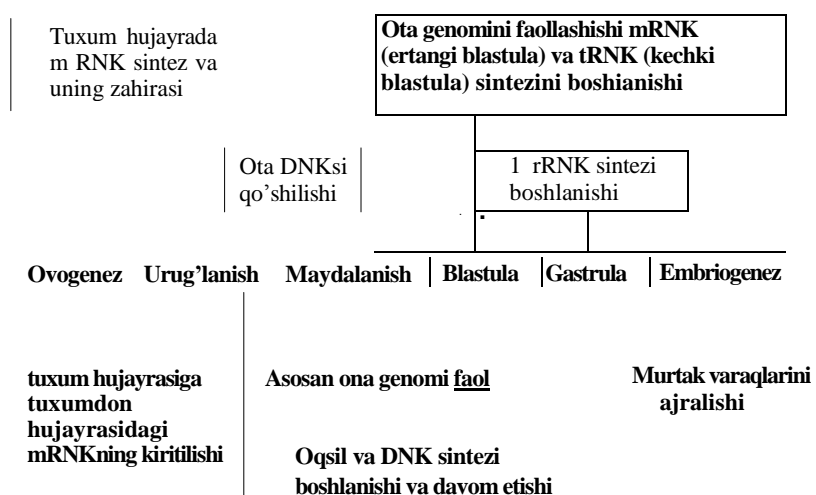 Tuxum hujayrada
m RNK sintez va
uning zahirasi
Ota genomini faollashishi mRNK
(ertangi blastula) va tRNK (kechki
blastula) sintezini boshianishi
Ota DNKsi
qo’shilishi
1 rRNK sintezi
boshlanishi
Ovogenez Urug’lanish Maydalanish Blastula Gastrula Embriogenez
tuxum hujayrasiga
tuxumdon
hujayrasidagi
mRNKning kiritilishi
Asosan ona genomi faol
Oqsil va DNK sintezi
boshlanishi va davom etishi
Murtak varaqlarini
ajralishi